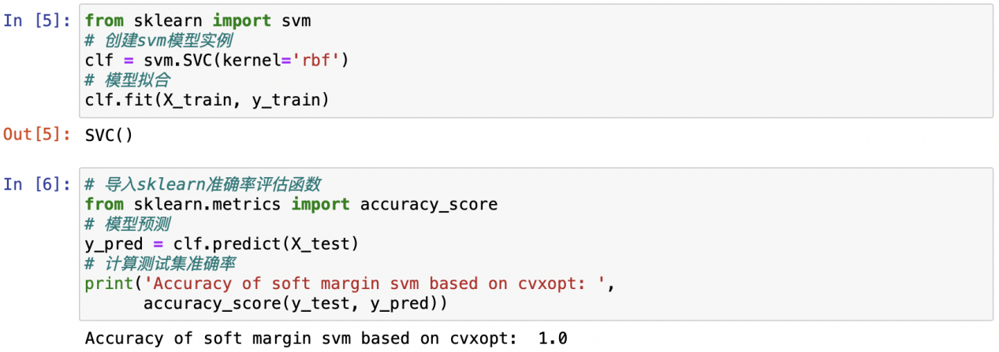 In [5]: from sklearn import svm
# 创建svm模型实例
clf = svm.SVC(kernel='rbf')
# 模型拟合
clf.fit(X_train, y_train)
Out[5]: SVC()
In [6]: # 导入sklearn准确率评估函数
from sklearn.metrics import accuracy_score
# 模型预测
y_pred = clf.predict(X_test)
# 计算测试集准确率
print('Accuracy of soft margin svm based on cvxopt: ',
      accuracy_score(y_test, y_pred))
Accuracy of soft margin svm based on cvxopt:  1.0